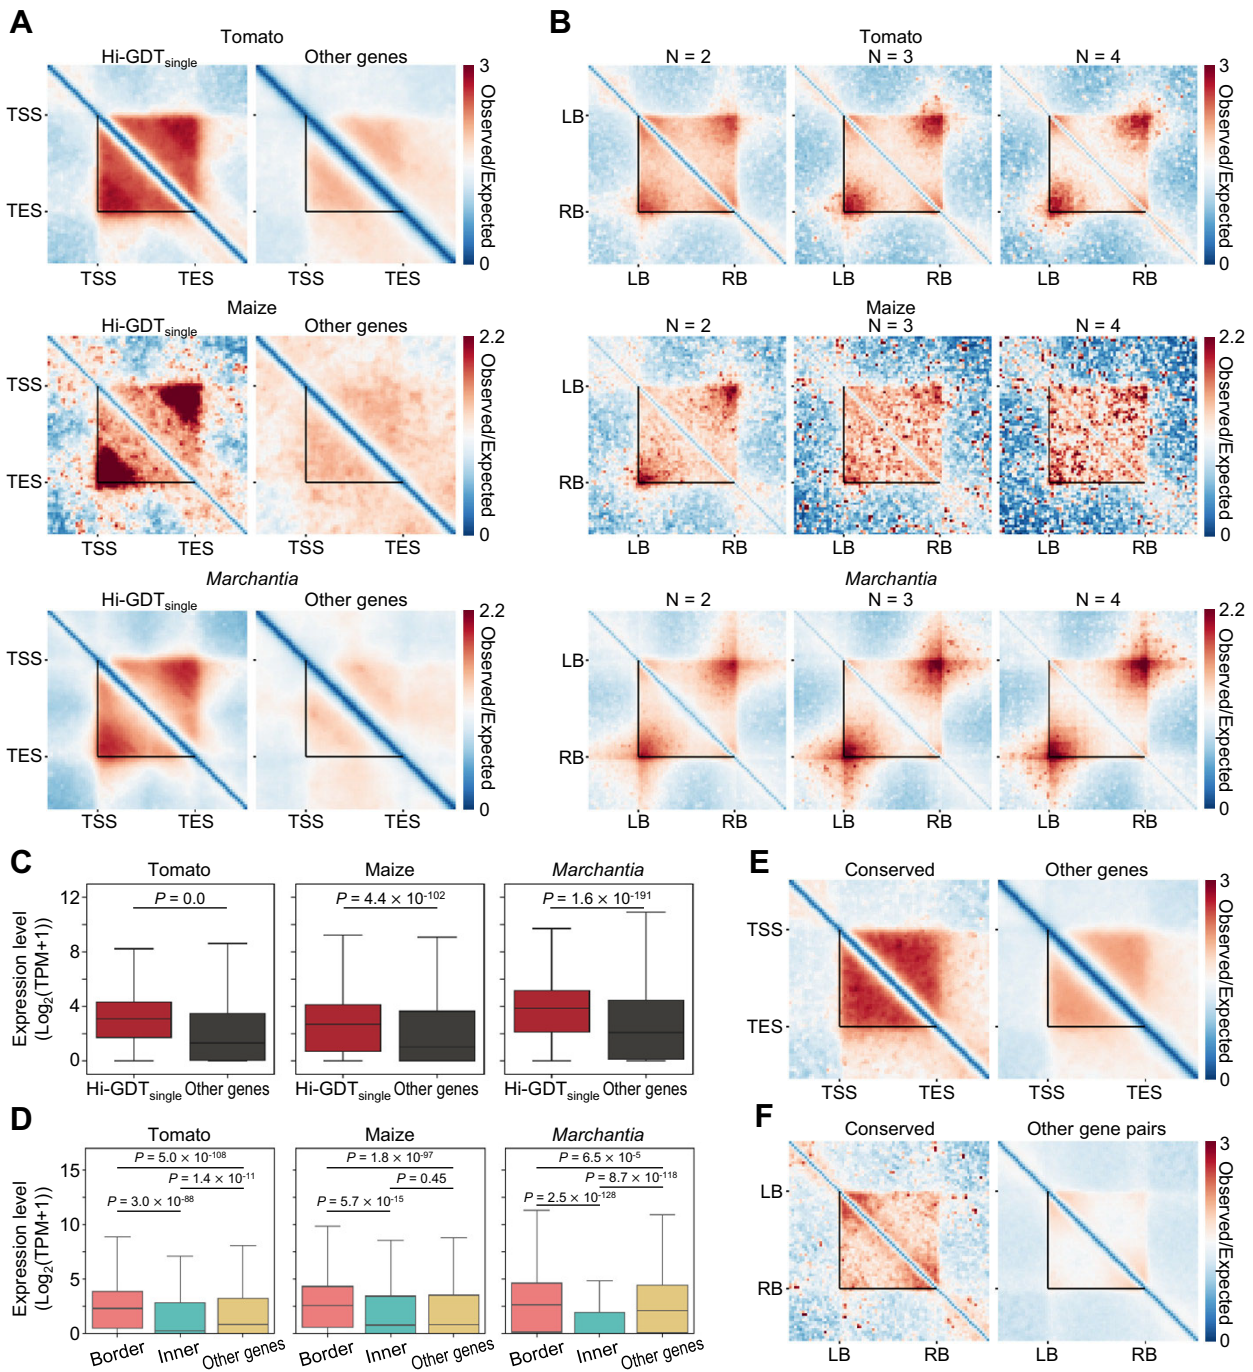 A
Tomato
Hi-GDTsingle Other genes
TSS
TES
TSS TES TSS TES
3
Observed/Expected
0
Maize
Hi-GDTsingle Other genes
TSS
TES
TSS TES TSS TES
2.2
Observed/Expected
0
Marchantia
Hi-GDTsingle Other genes
TSS
TES
TSS TES TSS TES
2.2
Observed/Expected
0
B
Tomato
N = 2 N = 3 N = 4
LB
RB
LB RB LB RB LB RB
3
Observed/Expected
0
Maize
N = 2 N = 3 N = 4
LB
RB
LB RB LB RB LB RB
2.2
Observed/Expected
0
Marchantia
N = 2 N = 3 N = 4
LB
RB
LB RB LB RB LB RB
2.2
Observed/Expected
0
C
Tomato Maize Marchantia
Expression level
(Log2(TPM+1))
12
8
4
0
P = 0.0
P = 4.4 × 10-102
P = 1.6 × 10-191
Hi-GDTsingle Other genes Hi-GDTsingle Other genes Hi-GDTsingle Other genes
D
Tomato Maize Marchantia
Expression level
(Log2(TPM+1))
15
10
5
0
P = 5.0 × 10-108
P = 1.4 × 10-11
P = 3.0 × 10-88
P = 1.8 × 10-97
P = 0.45
P = 5.7 × 10-15
P = 6.5 × 10-5
P = 8.7 × 10-118
P = 2.5 × 10-128
Border Inner Other genes Border Inner Other genes Border Inner Other genes
E
Conserved Other genes
TSS
TES
TSS TES TSS TES
3
Observed/Expected
0
F
Conserved Other gene pairs
LB
RB
LB RB LB RB
3
Observed/Expected
0